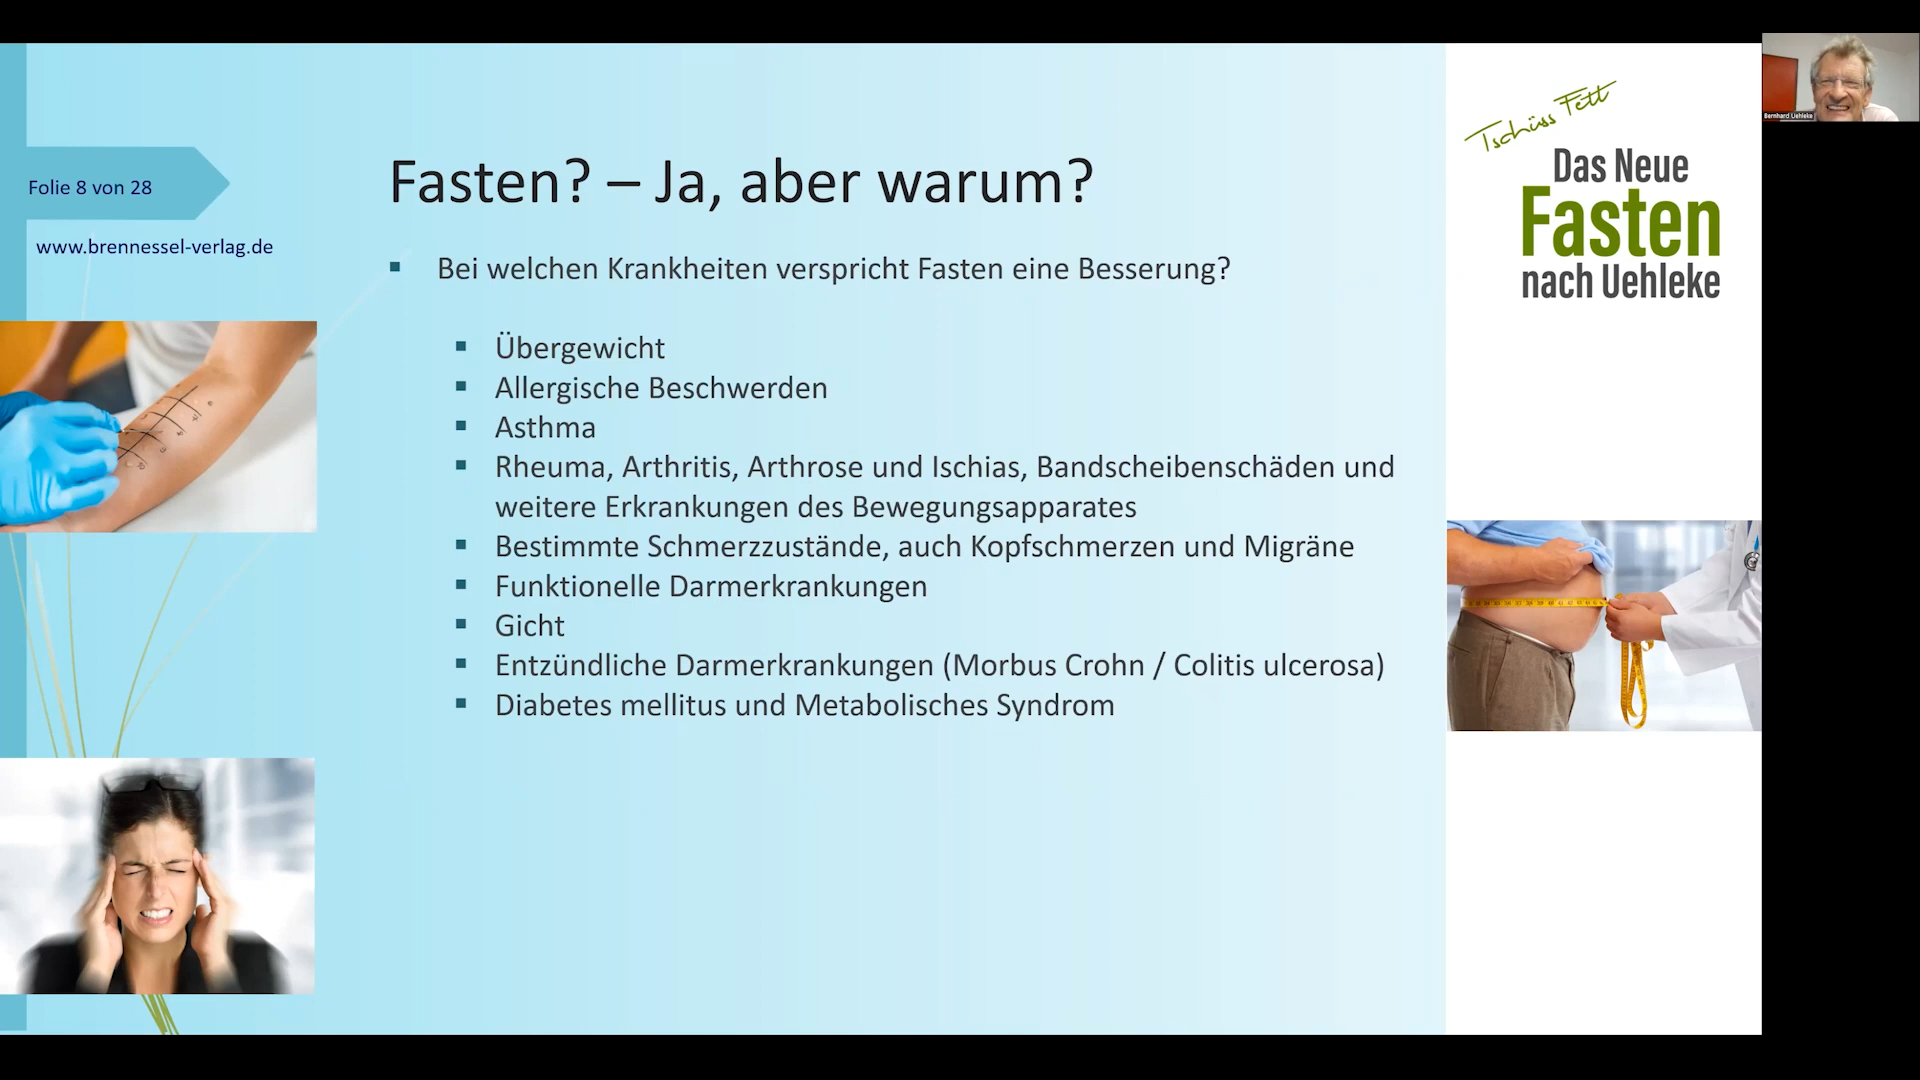 Folie 8 von 28
www.brennessel-verlag.de
Fasten? – Ja, aber warum?
Bei welchen Krankheiten verspricht Fasten eine Besserung?
Übergewicht
Allergische Beschwerden
Asthma
Rheuma, Arthritis, Arthrose und Ischias, Bandscheibenschäden und
weitere Erkrankungen des Bewegungsapparates
Bestimmte Schmerzzustände, auch Kopfschmerzen und Migräne
Funktionelle Darmerkrankungen
Gicht
Entzündliche Darmerkrankungen (Morbus Crohn / Colitis ulcerosa)
Diabetes mellitus und Metabolisches Syndrom
Tschüss Fett
Das Neue
Fasten
nach Uehleke
Bernhard Uehleke